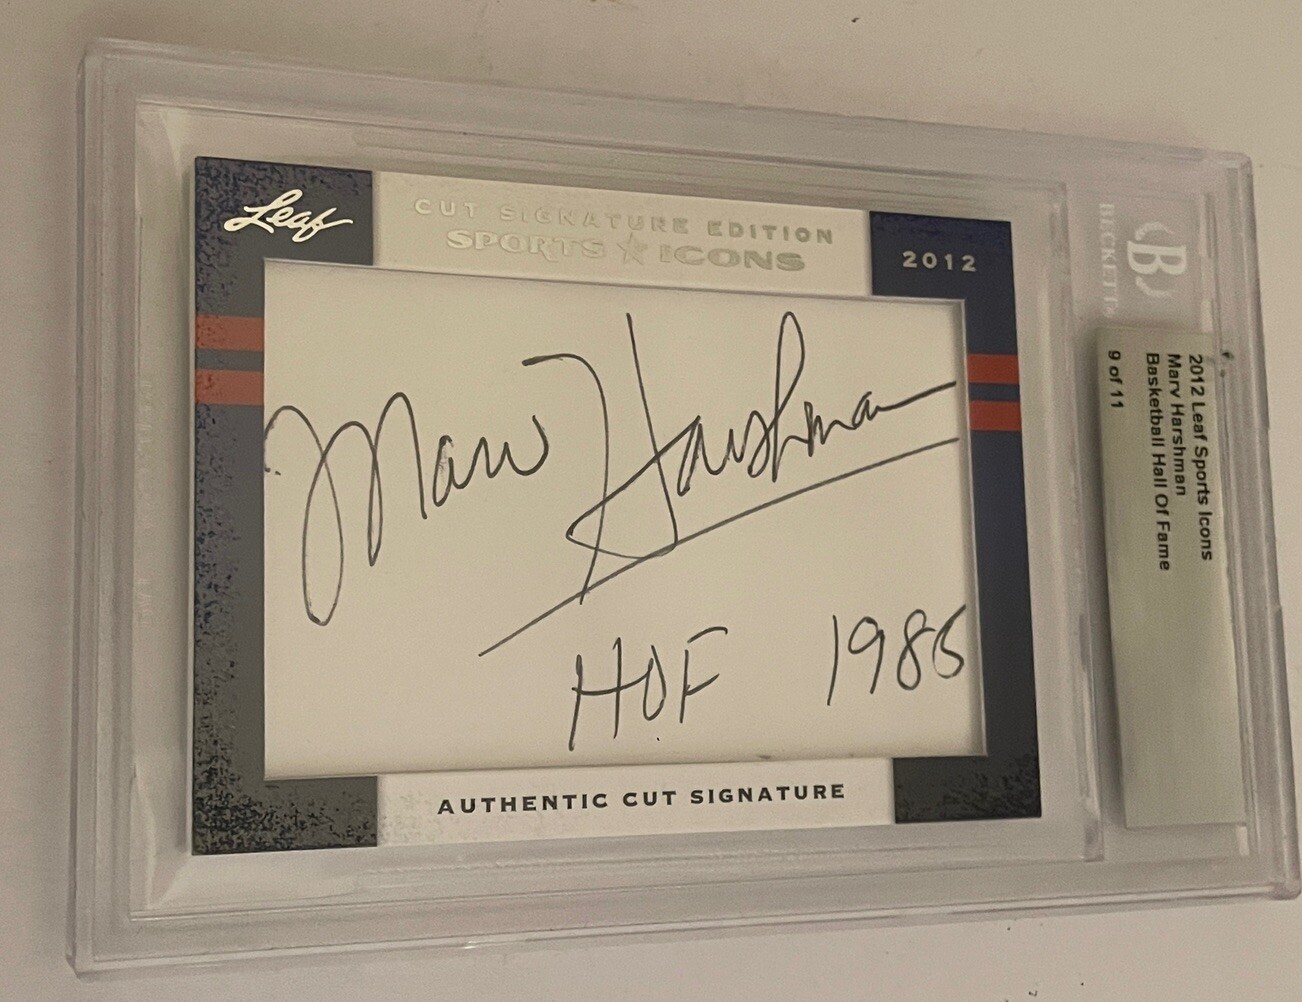 Leaf
CUT SIGNATURE EDITION
SPORTS ICONS
2012
Marv Harshman
HOF 1985
AUTHENTIC CUT SIGNATURE
BECKETT
B
2012 Leaf Sports Icons
Marv Harshman
Basketball Hall Of Fame
9 of 11